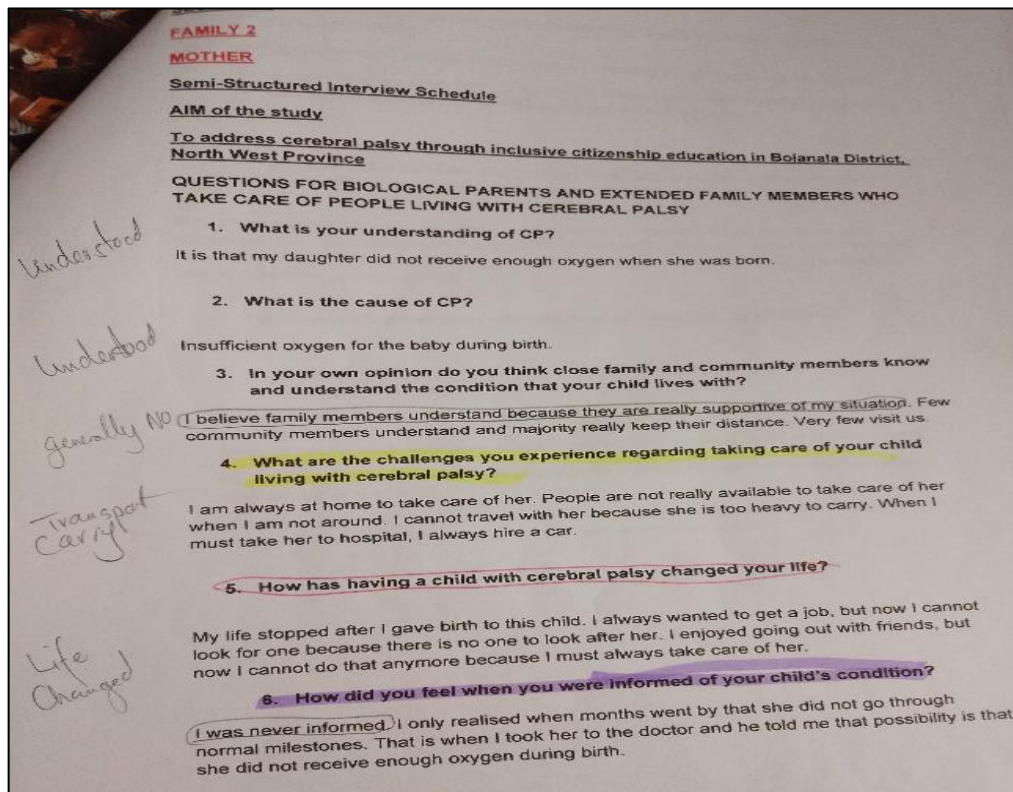 FAMILY 2
MOTHER
Semi-Structured Interview Schedule
AIM of the study
To address cerebral palsy through inclusive citizenship education in Bojanala District,
North West Province
QUESTIONS FOR BIOLOGICAL PARENTS AND EXTENDED FAMILY MEMBERS WHO
TAKE CARE OF PEOPLE LIVING WITH CEREBRAL PALSY
1. What is your understanding of CP?
Understood
It is that my daughter did not receive enough oxygen when she was born.
2. What is the cause of CP?
Understood
Insufficient oxygen for the baby during birth.
3. In your own opinion do you think close family and community members know
and understand the condition that your child lives with?
generally NO
I believe family members understand because they are really supportive of my situation. Few
community members understand and majority really keep their distance. Very few visit us.
4. What are the challenges you experience regarding taking care of your child
living with cerebral palsy?
Transport
Carry
I am always at home to take care of her. People are not really available to take care of her
when I am not around. I cannot travel with her because she is too heavy to carry. When I
must take her to hospital, I always hire a car.
5. How has having a child with cerebral palsy changed your life?
Life
Changed
My life stopped after I gave birth to this child. I always wanted to get a job, but now I cannot
look for one because there is no one to look after her. I enjoyed going out with friends, but
now I cannot do that anymore because I must always take care of her.
6. How did you feel when you were informed of your child's condition?
I was never informed. I only realised when months went by that she did not go through
normal milestones. That is when I took her to the doctor and he told me that possibility is that
she did not receive enough oxygen during birth.